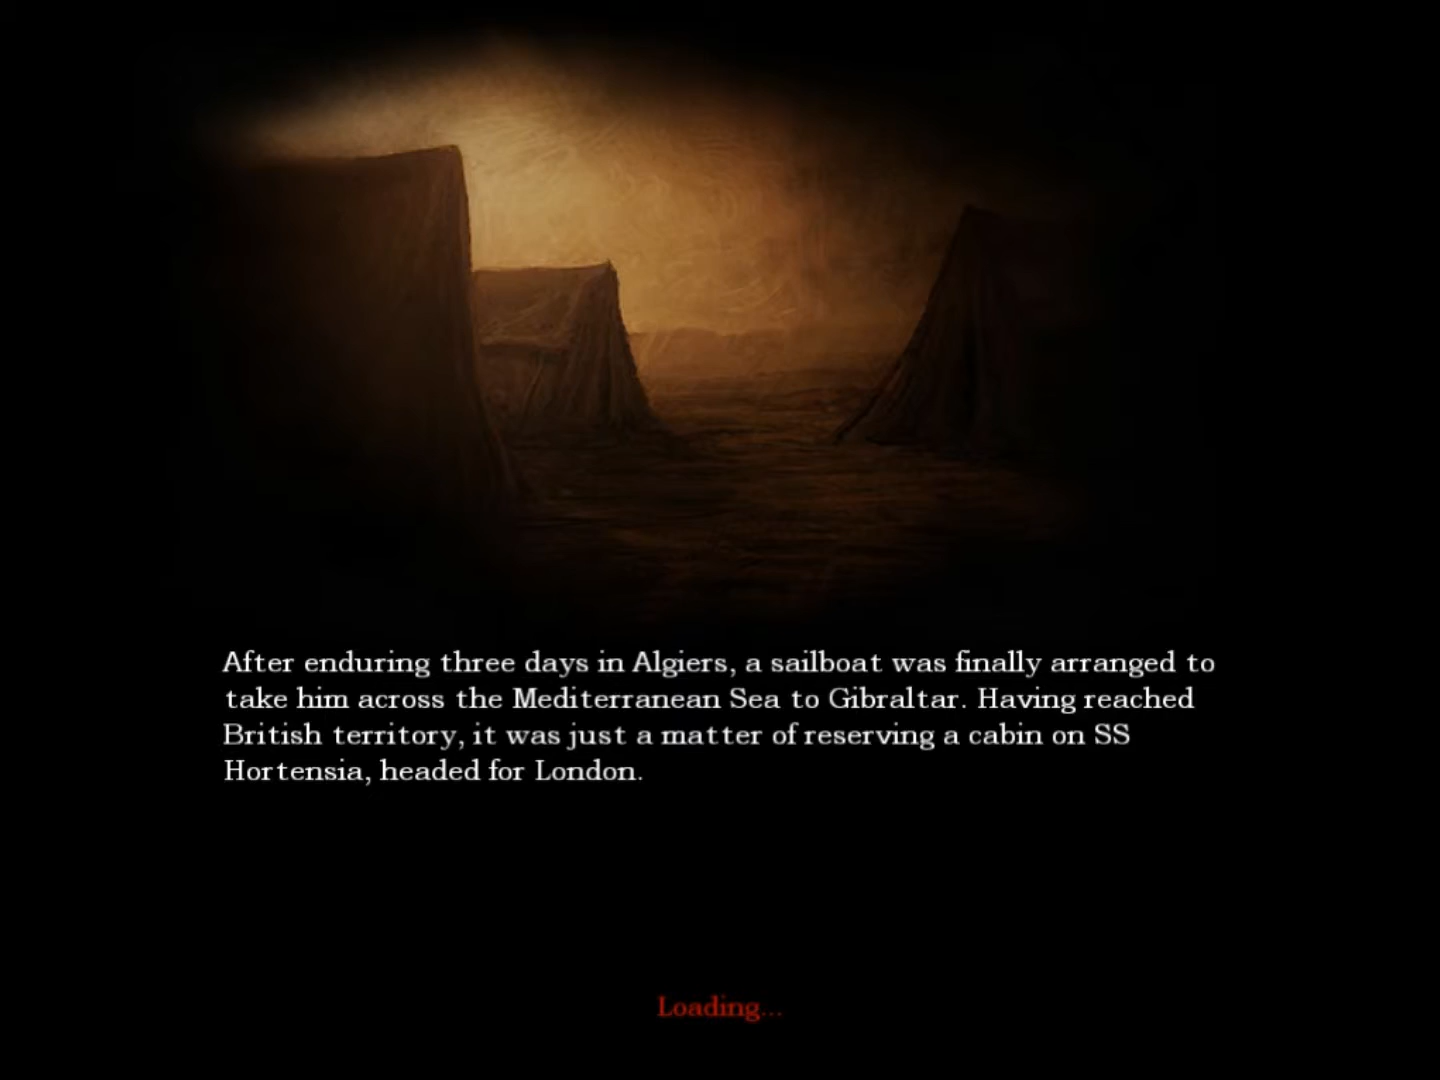 After enduring three days in Algiers, a sailboat was finally arranged to
take him across the Mediterranean Sea to Gibraltar. Having reached
British territory, it was just a matter of reserving a cabin on SS
Hortensia, headed for London.
Loading...